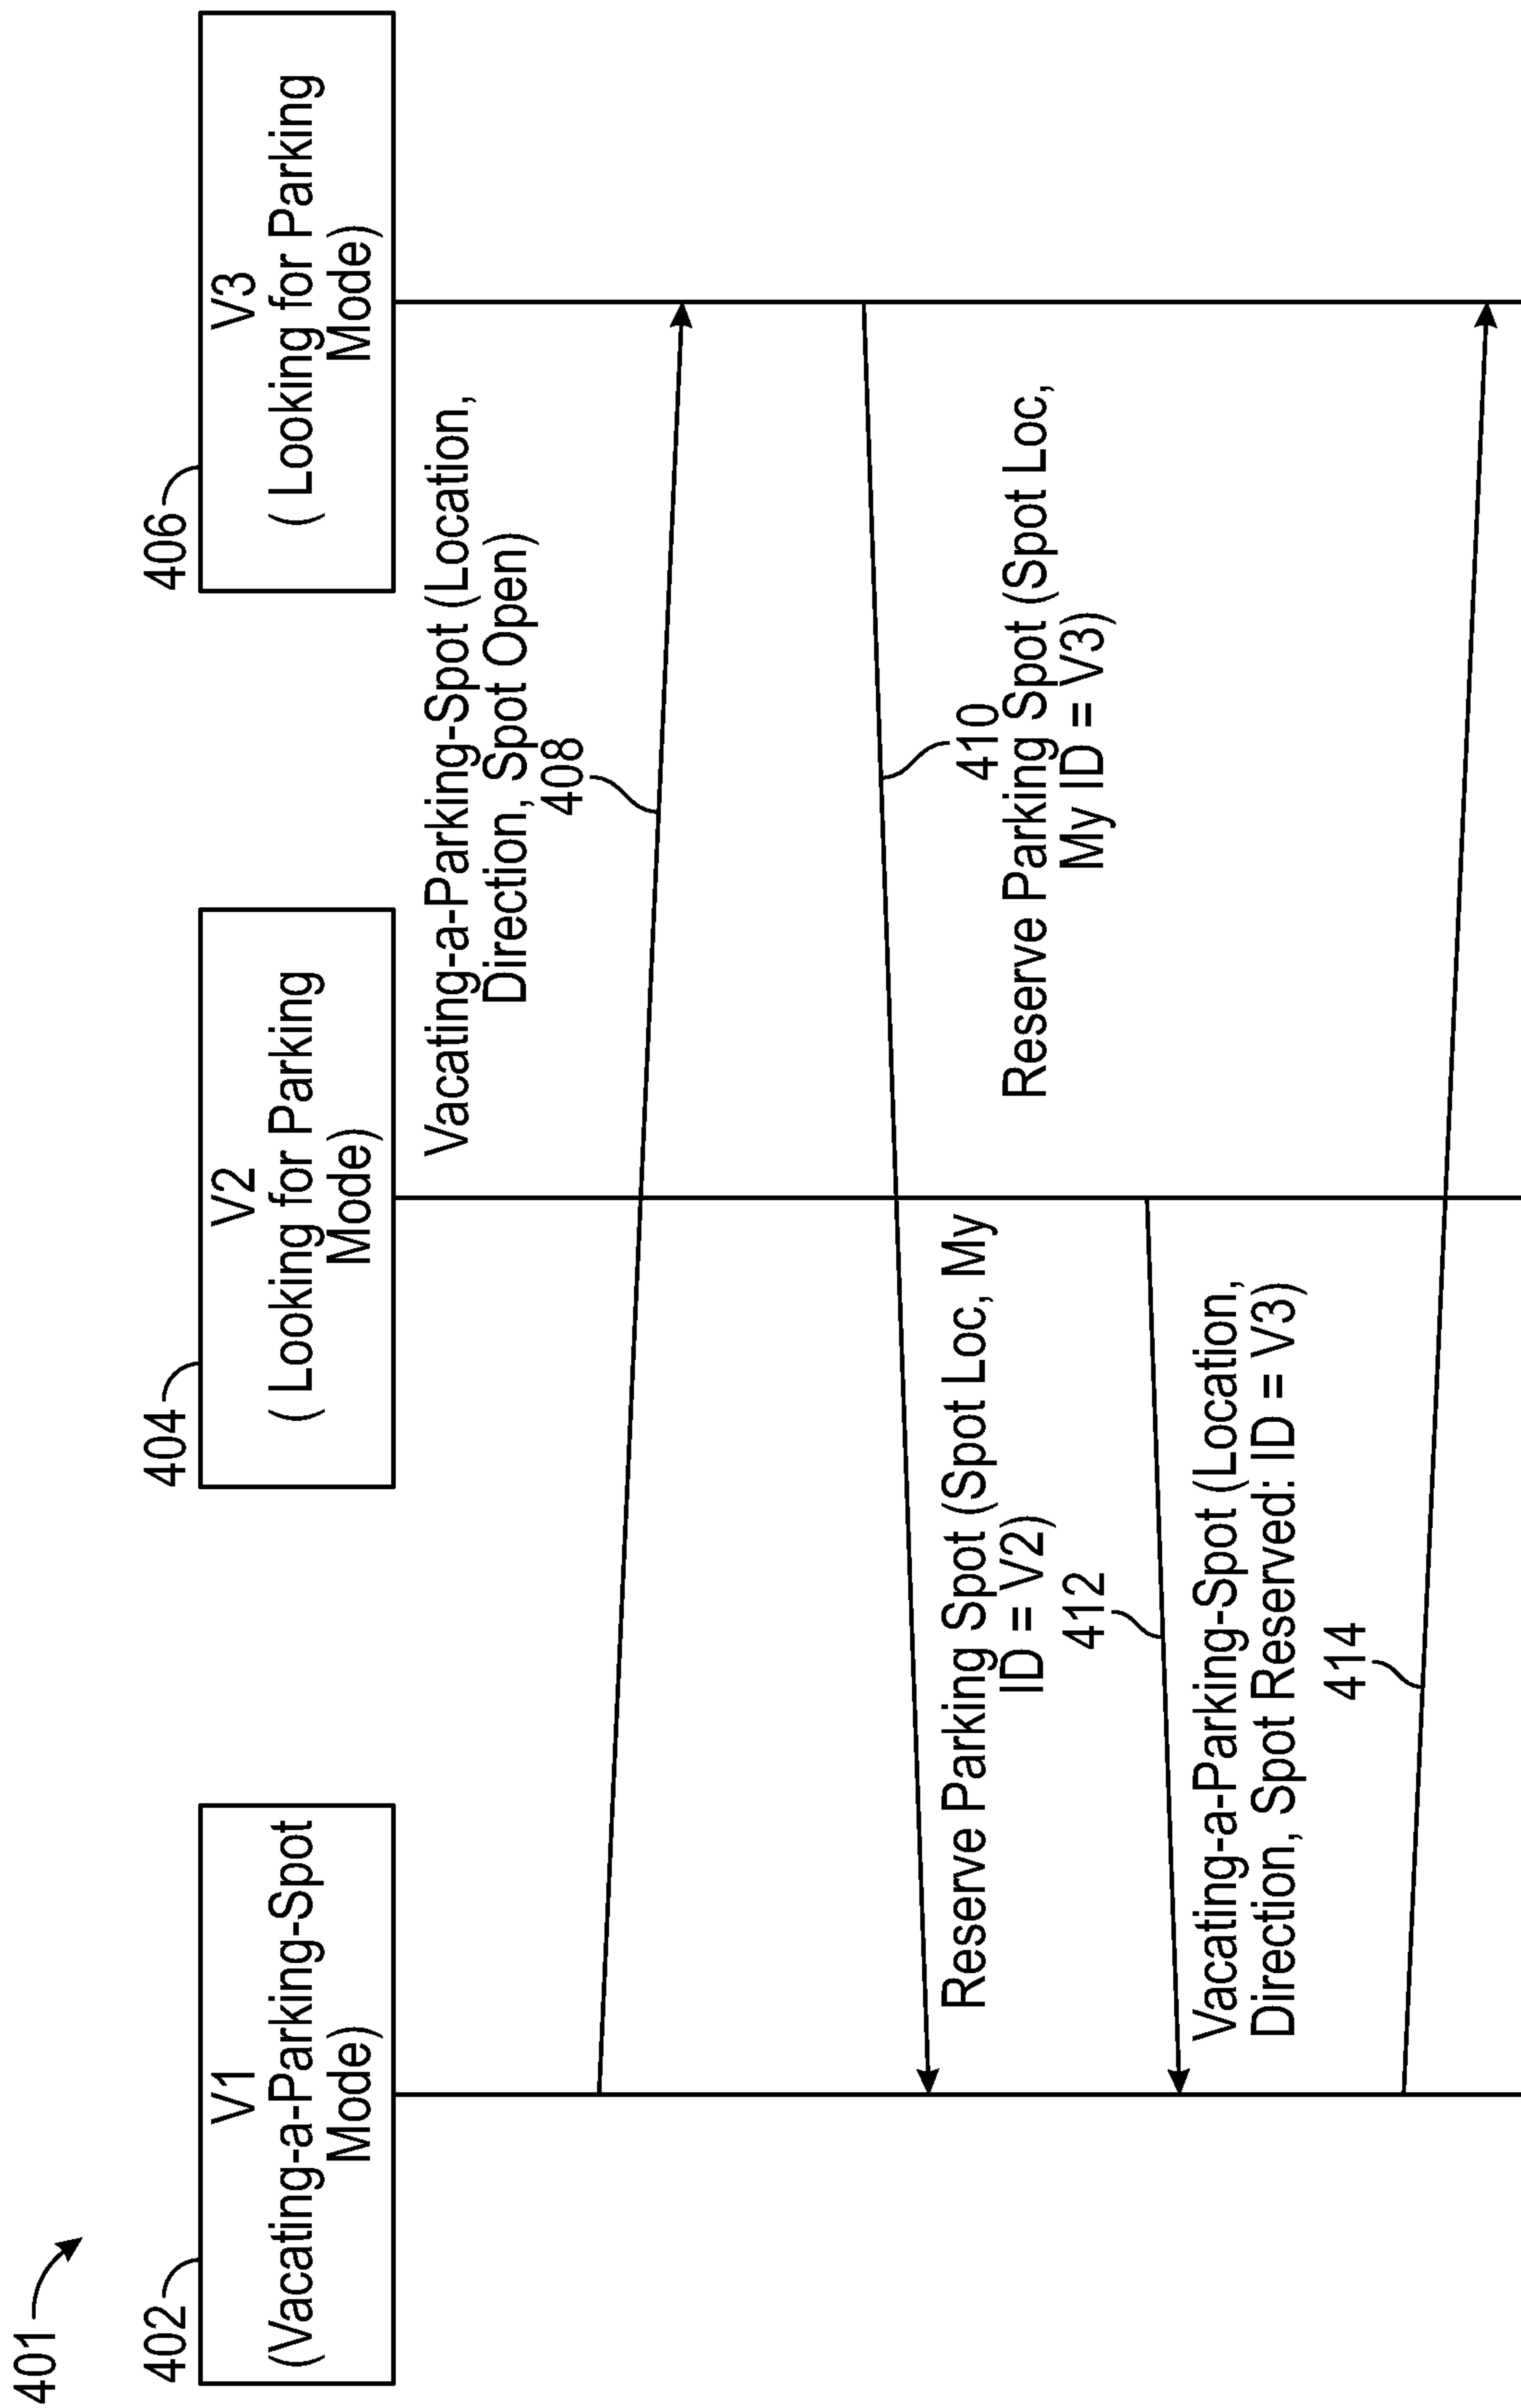 401
402
V1
(Vacating-a-Parking-Spot
Mode)
404
V2
( Looking for Parking
Mode)
406
V3
( Looking for Parking
Mode)
Vacating-a-Parking-Spot (Location,
Direction, Spot Open)
408
410
Reserve Parking Spot (Spot Loc,
My ID = V3)
Reserve Parking Spot (Spot Loc, My
ID = V2)
412
Vacating-a-Parking-Spot (Location,
Direction, Spot Reserved: ID = V3)
414